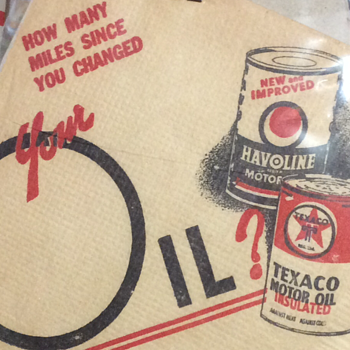 HOW MANY
MILES SINCE
YOU CHANGED
Your
OIL?
NEW and
IMPROVED
HAVOLINE
MOTOR
TEXACO
TEXACO
MOTOR OIL
INSULATED